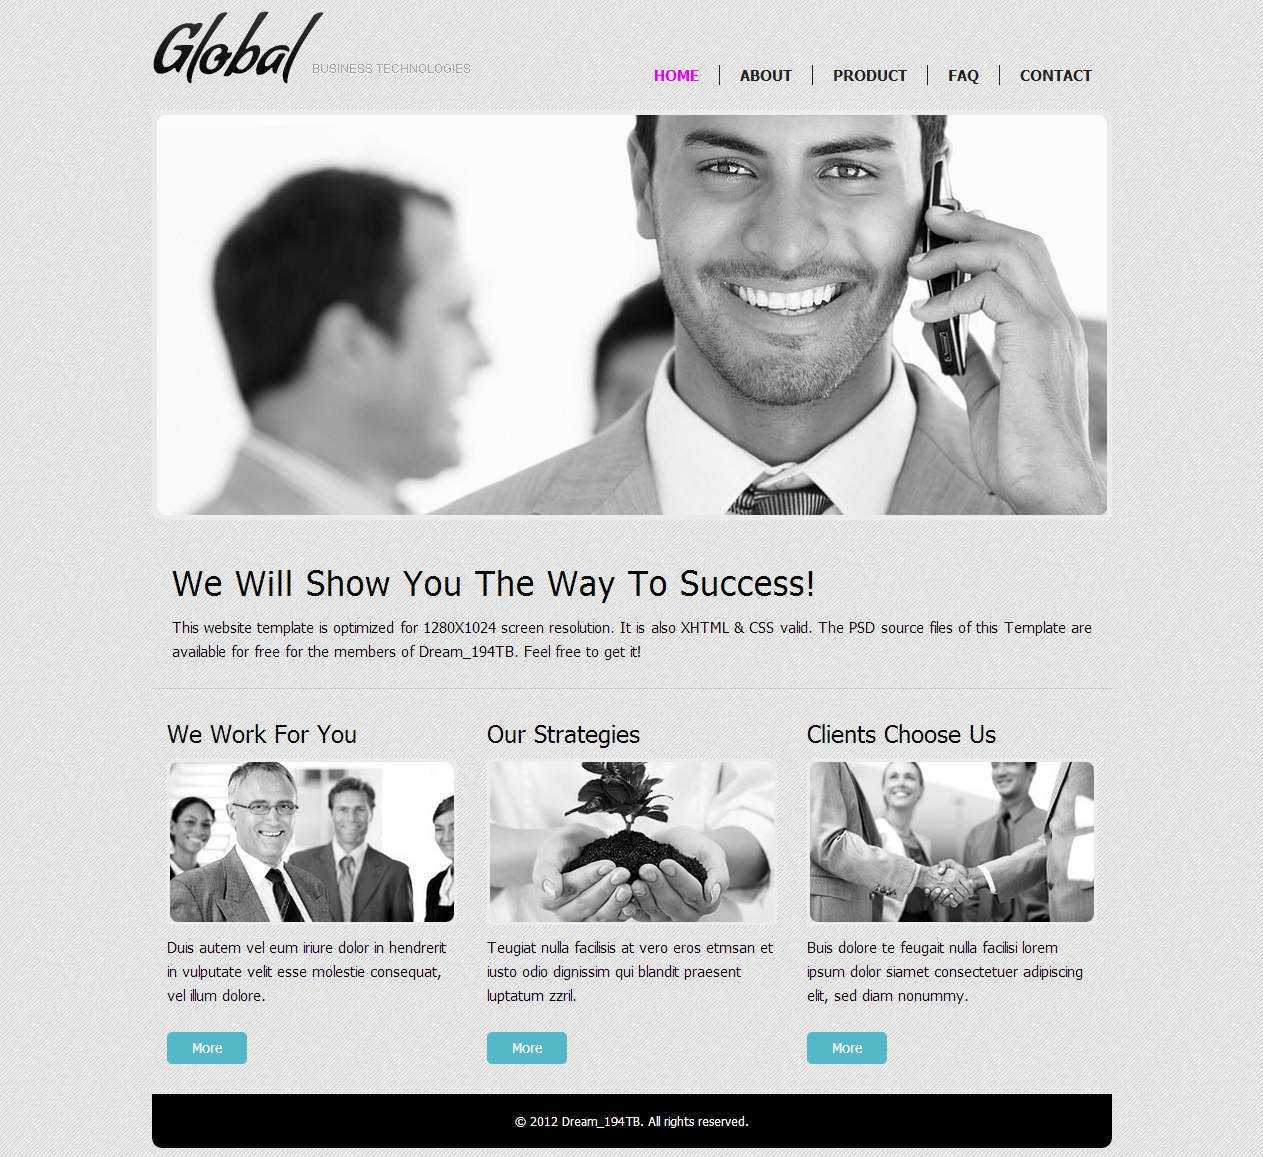 Global BUSINESS TECHNOLOGIES
HOME ABOUT PRODUCT FAQ CONTACT
We Will Show You The Way To Success!
This website template is optimized for 1280X1024 screen resolution. It is also XHTML & CSS valid. The PSD source files of this Template are
available for free for the members of Dream_194TB. Feel free to get it!
We Work For You
Duis autem vel eum iriure dolor in hendrerit
in vulputate velit esse molestie consequat,
vel illum dolore.
More
Our Strategies
Teugiat nulla facilisis at vero eros etmsan et
iusto odio dignissim qui blandit praesent
luptatum zzril.
More
Clients Choose Us
Buis dolore te feugait nulla facilisi lorem
ipsum dolor siamet consectetuer adipiscing
elit, sed diam nonummy.
More
© 2012 Dream_194TB. All rights reserved.